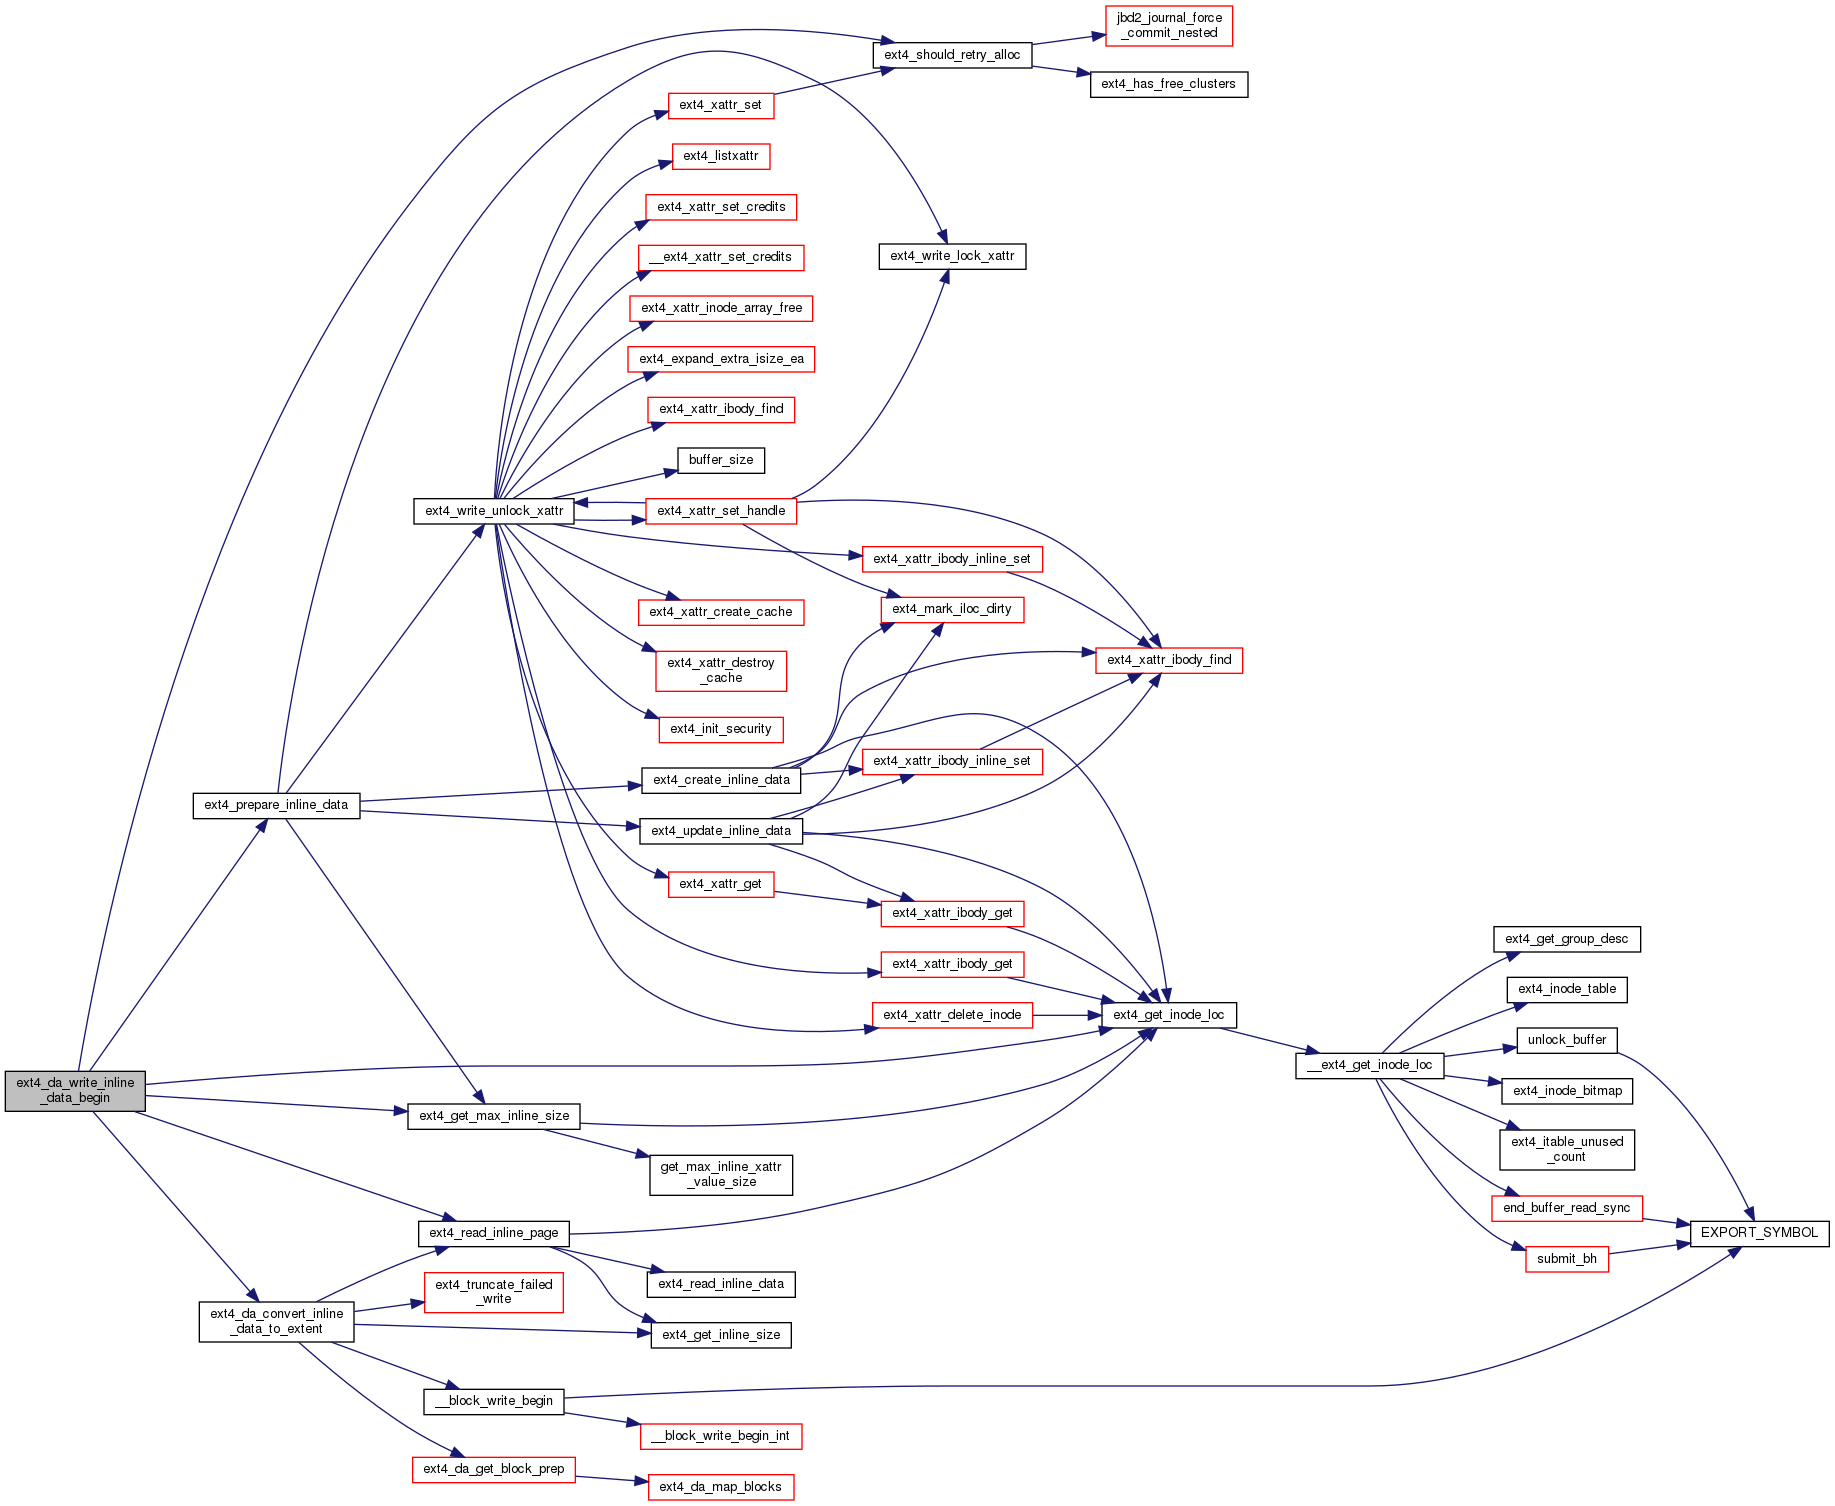 jbd2_journal_force
_commit_nested
ext4_should_retry_alloc
ext4_has_free_clusters
ext4_xattr_set
ext4_listxattr
ext4_xattr_set_credits
__ext4_xattr_set_credits
ext4_write_lock_xattr
ext4_xattr_inode_array_free
ext4_expand_extra_isize_ea
ext4_xattr_ibody_find
buffer_size
ext4_write_unlock_xattr
ext4_xattr_set_handle
ext4_xattr_ibody_inline_set
ext4_xattr_create_cache
ext4_mark_iloc_dirty
ext4_xattr_destroy
_cache
ext4_xattr_ibody_find
ext4_init_security
ext4_xattr_ibody_inline_set
ext4_create_inline_data
ext4_prepare_inline_data
ext4_update_inline_data
ext4_xattr_get
ext4_xattr_ibody_get
ext4_get_group_desc
ext4_xattr_ibody_get
ext4_inode_table
ext4_xattr_delete_inode
ext4_get_inode_loc
unlock_buffer
__ext4_get_inode_loc
ext4_da_write_inline
_data_begin
ext4_inode_bitmap
ext4_get_max_inline_size
ext4_itable_unused
_count
get_max_inline_xattr
_value_size
end_buffer_read_sync
ext4_read_inline_page
EXPORT_SYMBOL
submit_bh
ext4_truncate_failed
_write
ext4_read_inline_data
ext4_da_convert_inline
_data_to_extent
ext4_get_inline_size
__block_write_begin
__block_write_begin_int
ext4_da_get_block_prep
ext4_da_map_blocks